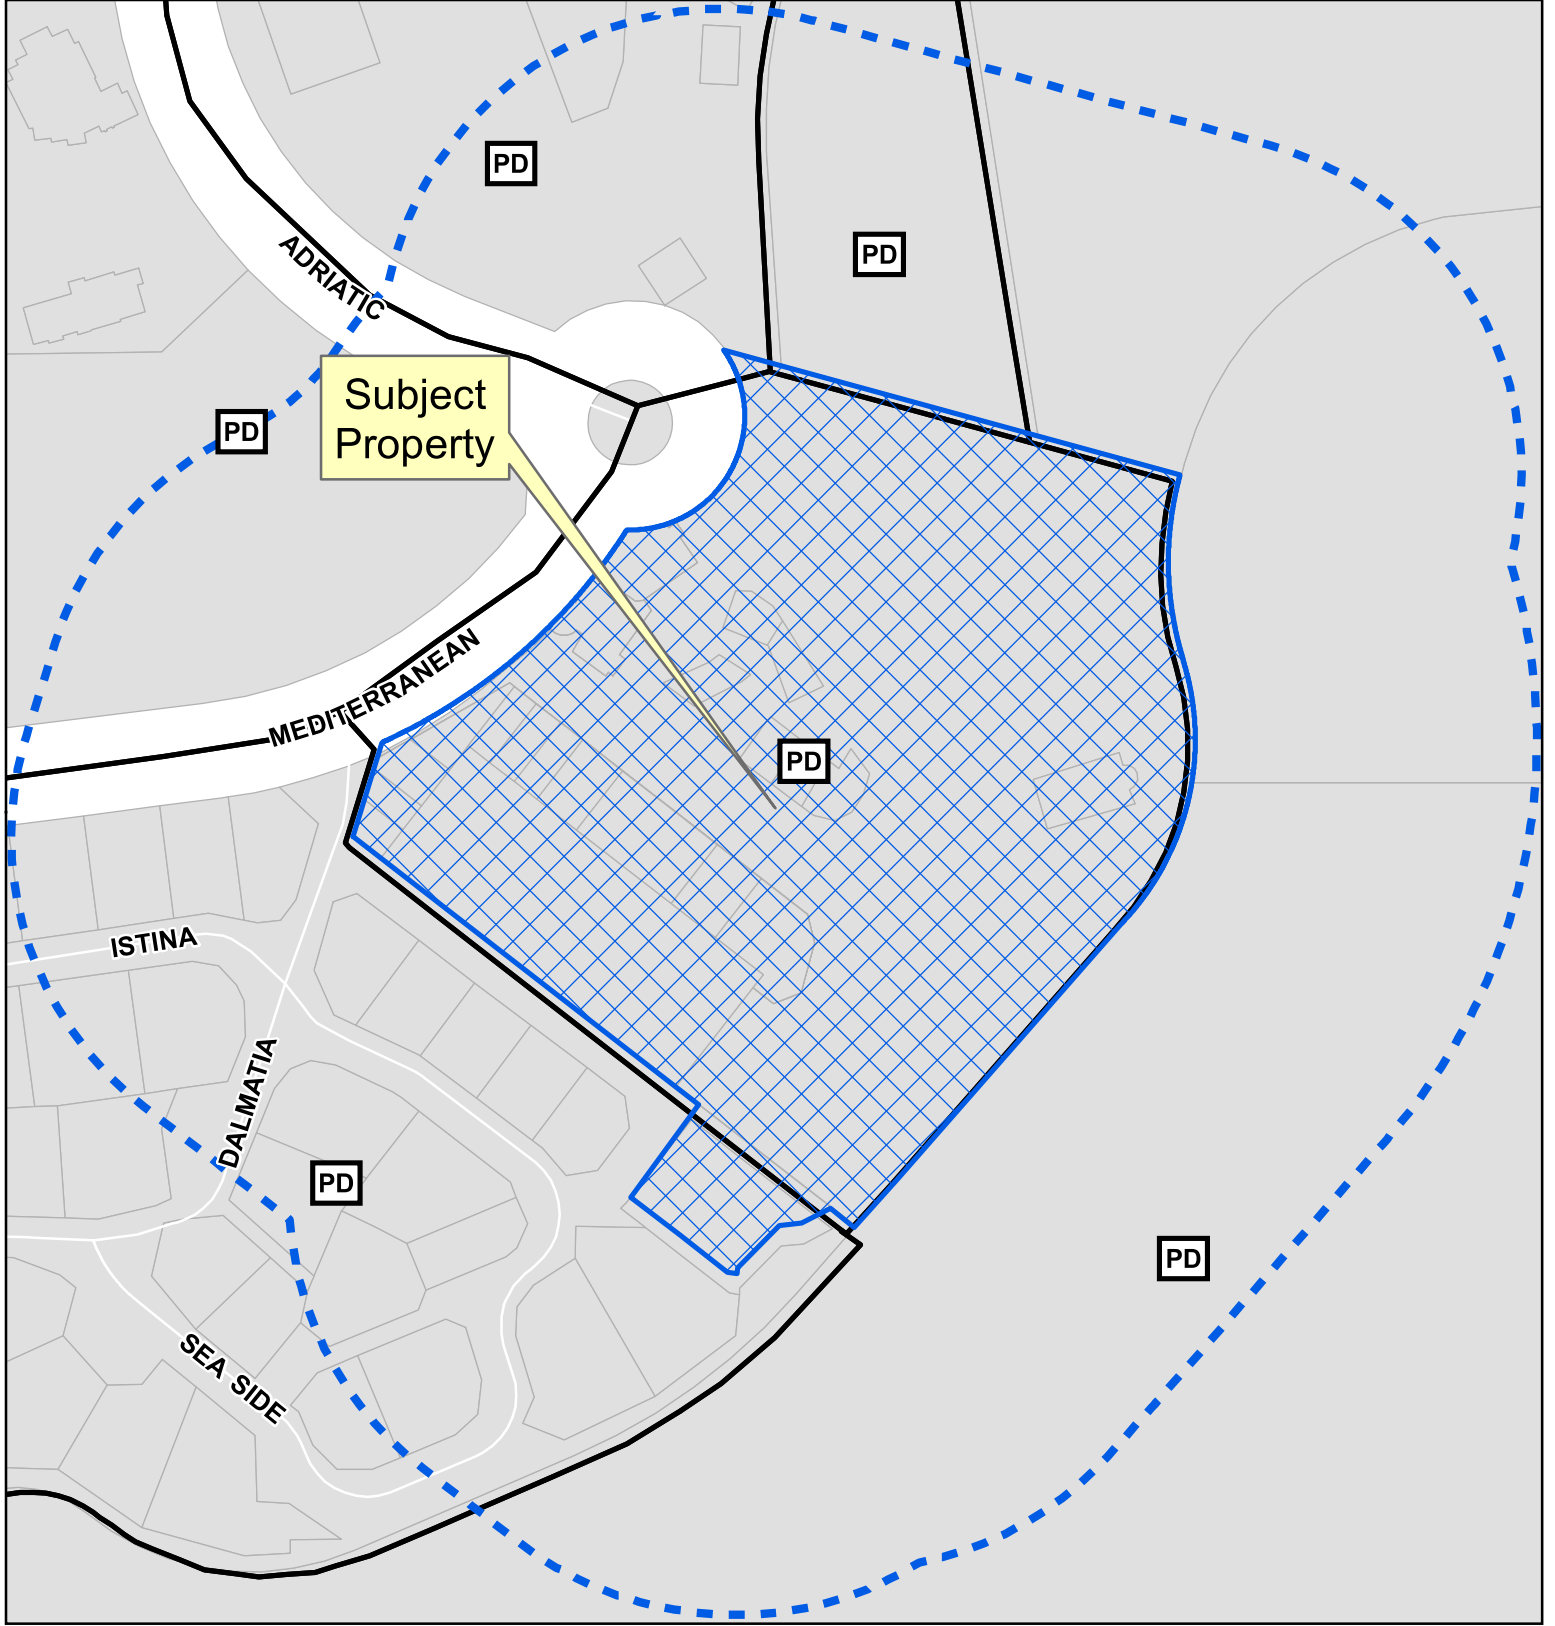 PD
ADRIATIC
PD
Subject
Property
PD
MEDITERRANEAN
PD
ISTINA
DALMATIA
PD
PD
SEA SIDE